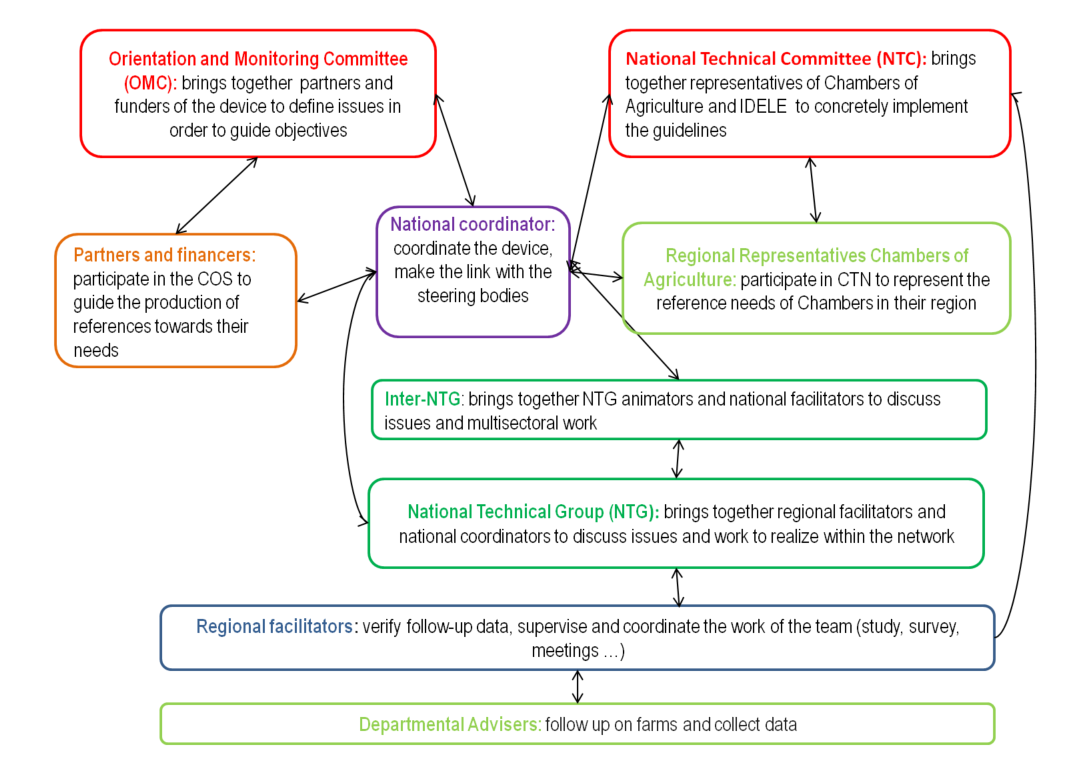 Orientation and Monitoring Committee
(OMC): brings together partners and
funders of the device to define issues in
order to guide objectives
National Technical Committee (NTC): brings
together representatives of Chambers of
Agriculture and IDELE to concretely implement
the guidelines
National coordinator:
coordinate the device,
make the link with the
steering bodies
Partners and financers:
participate in the COS to
guide the production of
references towards their
needs
Regional Representatives Chambers of
Agriculture: participate in CTN to represent the
reference needs of Chambers in their region
Inter-NTG: brings together NTG animators and national facilitators to discuss
issues and multisectoral work
National Technical Group (NTG): brings together regional facilitators and
national coordinators to discuss issues and work to realize within the network
Regional facilitators: verify follow-up data, supervise and coordinate the work of the team (study, survey,
meetings …)
Departmental Advisers: follow up on farms and collect data